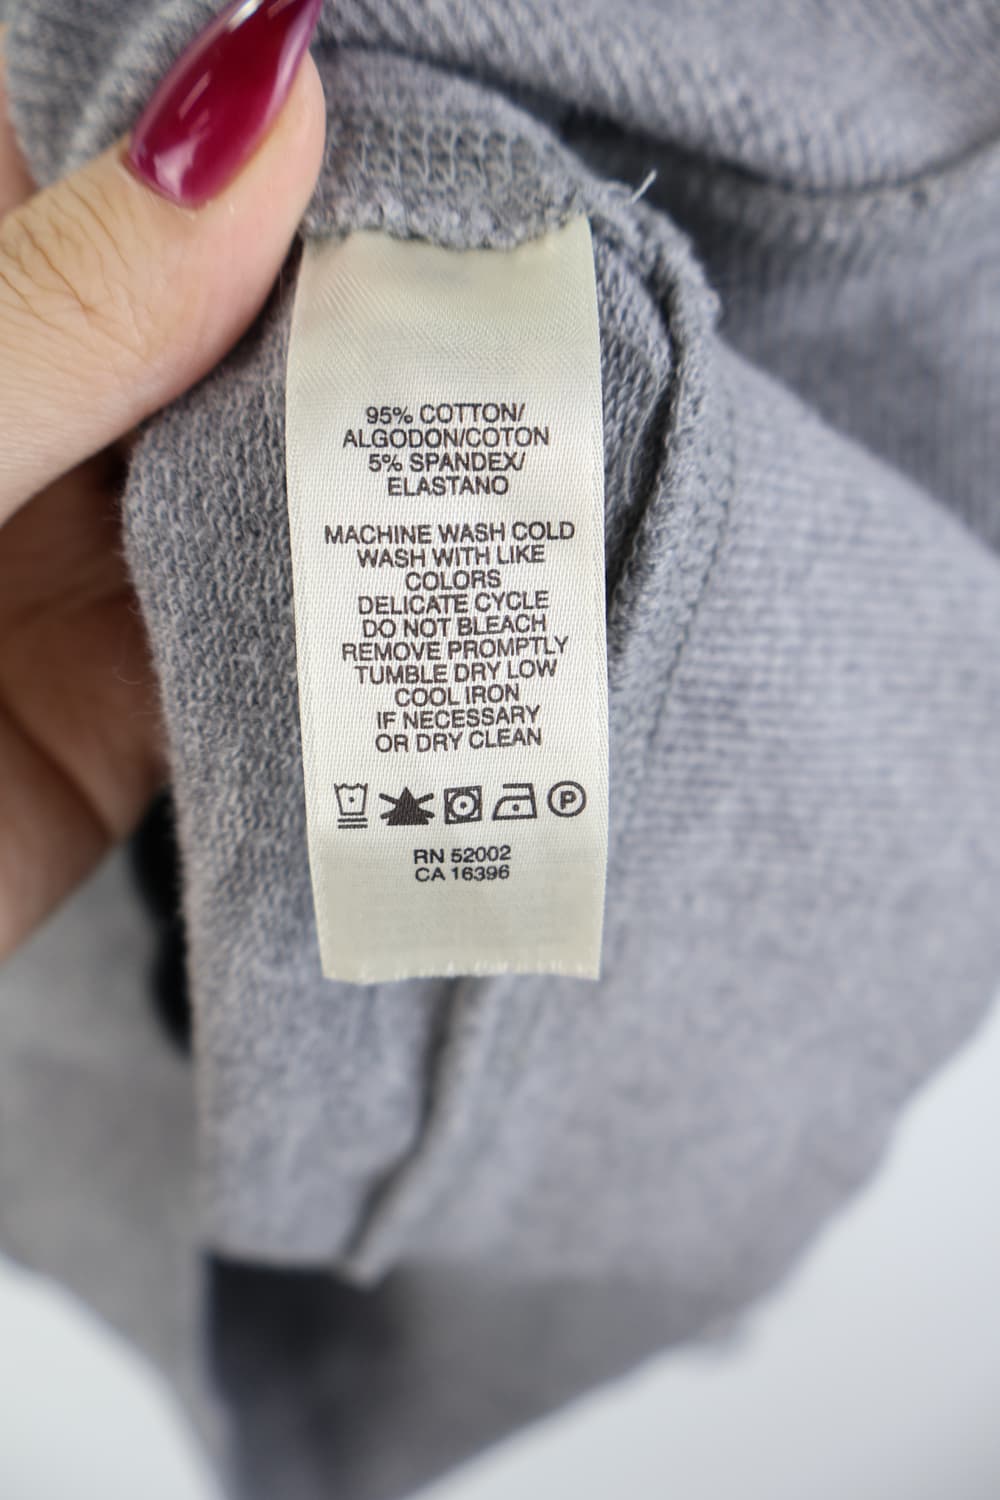 95% COTTON/
ALGODON/COTON
5% SPANDEX/
ELASTANO
MACHINE WASH COLD
WASH WITH LIKE
COLORS
DELICATE CYCLE
DO NOT BLEACH
REMOVE PROMPTLY
TUMBLE DRY LOW
COOL IRON
IF NECESSARY
OR DRY CLEAN
P
RN 52002
CA 16396